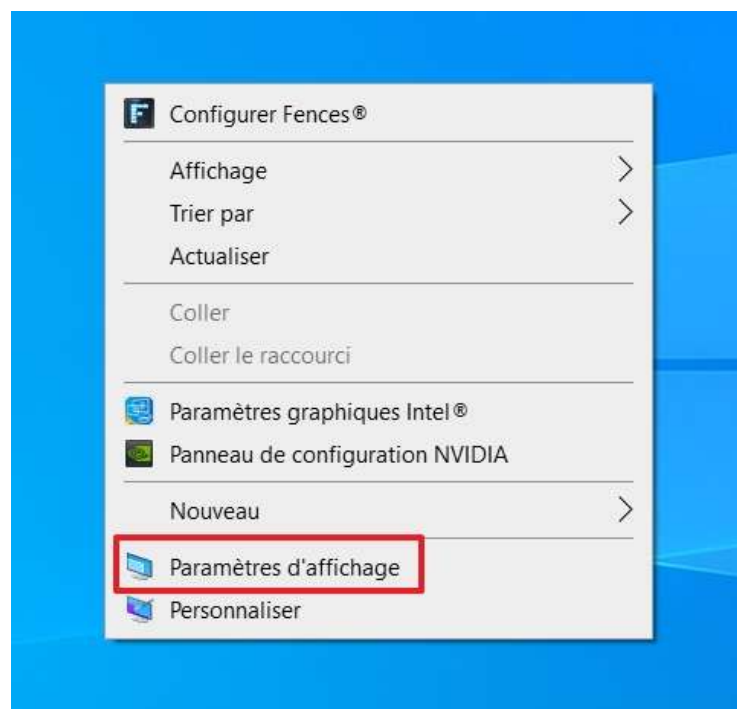 Configurer Fences®
Affichage
Trier par
Actualiser
Coller
Coller le raccourci
Paramètres graphiques Intel®
Panneau de configuration NVIDIA
Nouveau
Paramètres d'affichage
Personnaliser